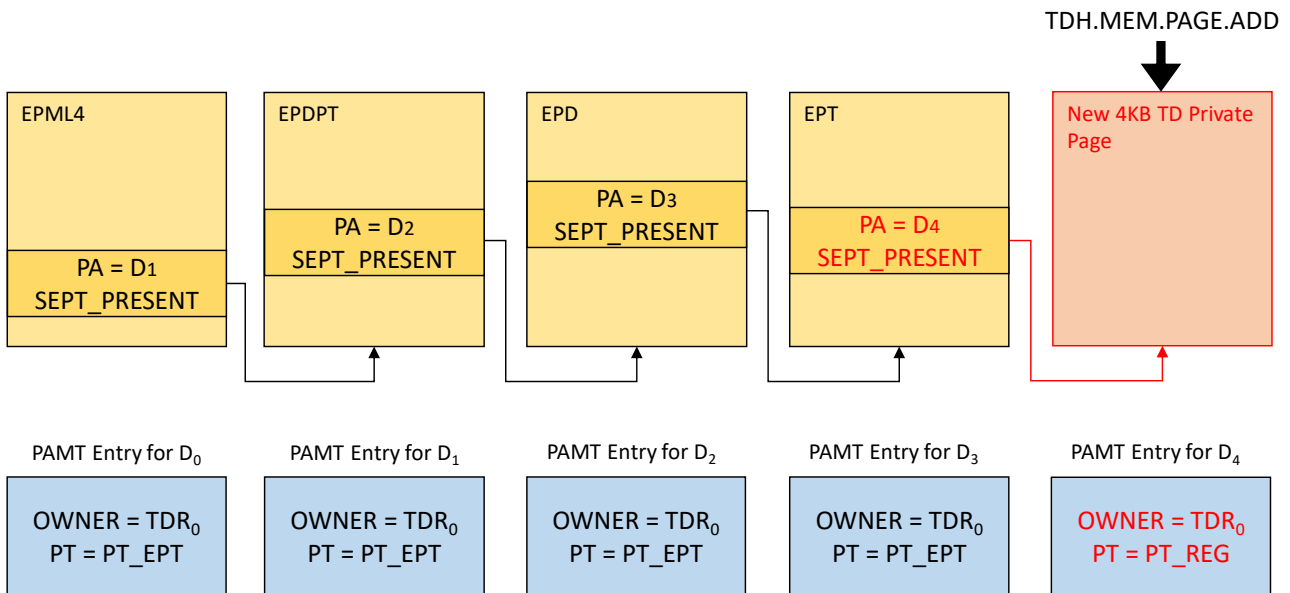 TDH.MEM.PAGE.ADD
EPML4
PA = D1
SEPT_PRESENT
EPDPT
PA = D2
SEPT_PRESENT
EPD
PA = D3
SEPT_PRESENT
EPT
PA = D4
SEPT_PRESENT
New 4KB TD Private
Page
PAMT Entry for D₀
OWNER = TDR₀
PT = PT_EPT
PAMT Entry for D₁
OWNER = TDR₀
PT = PT_EPT
PAMT Entry for D₂
OWNER = TDR₀
PT = PT_EPT
PAMT Entry for D₃
OWNER = TDR₀
PT = PT_EPT
PAMT Entry for D₄
OWNER = TDR₀
PT = PT_REG